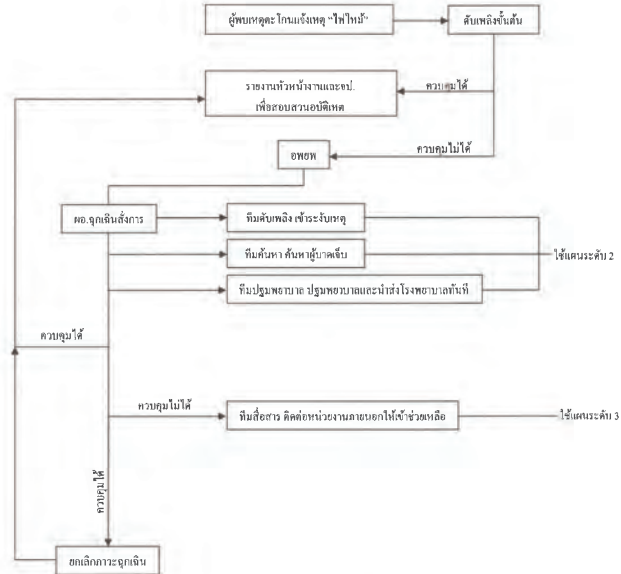 ผู้พบเหตุตะโกนแจ้งเหตุ “ไฟไหม้”
ดับเพลิงขั้นต้น
รายงานหัวหน้างานและจป.
เพื่อสอบสวนอุบัติเหตุ
ควบคุมได้
ควบคุมไม่ได้
อพยพ
ผอ.ฉุกเฉินสั่งการ
ทีมดับเพลิง เข้าระงับเหตุ
ทีมค้นหา ค้นหาผู้บาดเจ็บ
ใช้แผนระดับ 2
ทีมปฐมพยาบาล ปฐมพยาบาลและนำส่งโรงพยาบาลทันที
ควบคุมได้
ควบคุมไม่ได้
ทีมสื่อสาร ติดต่อหน่วยงานภายนอกให้เข้าช่วยเหลือ
ใช้แผนระดับ 3
ควบคุมได้
ยกเลิกภาวะฉุกเฉิน